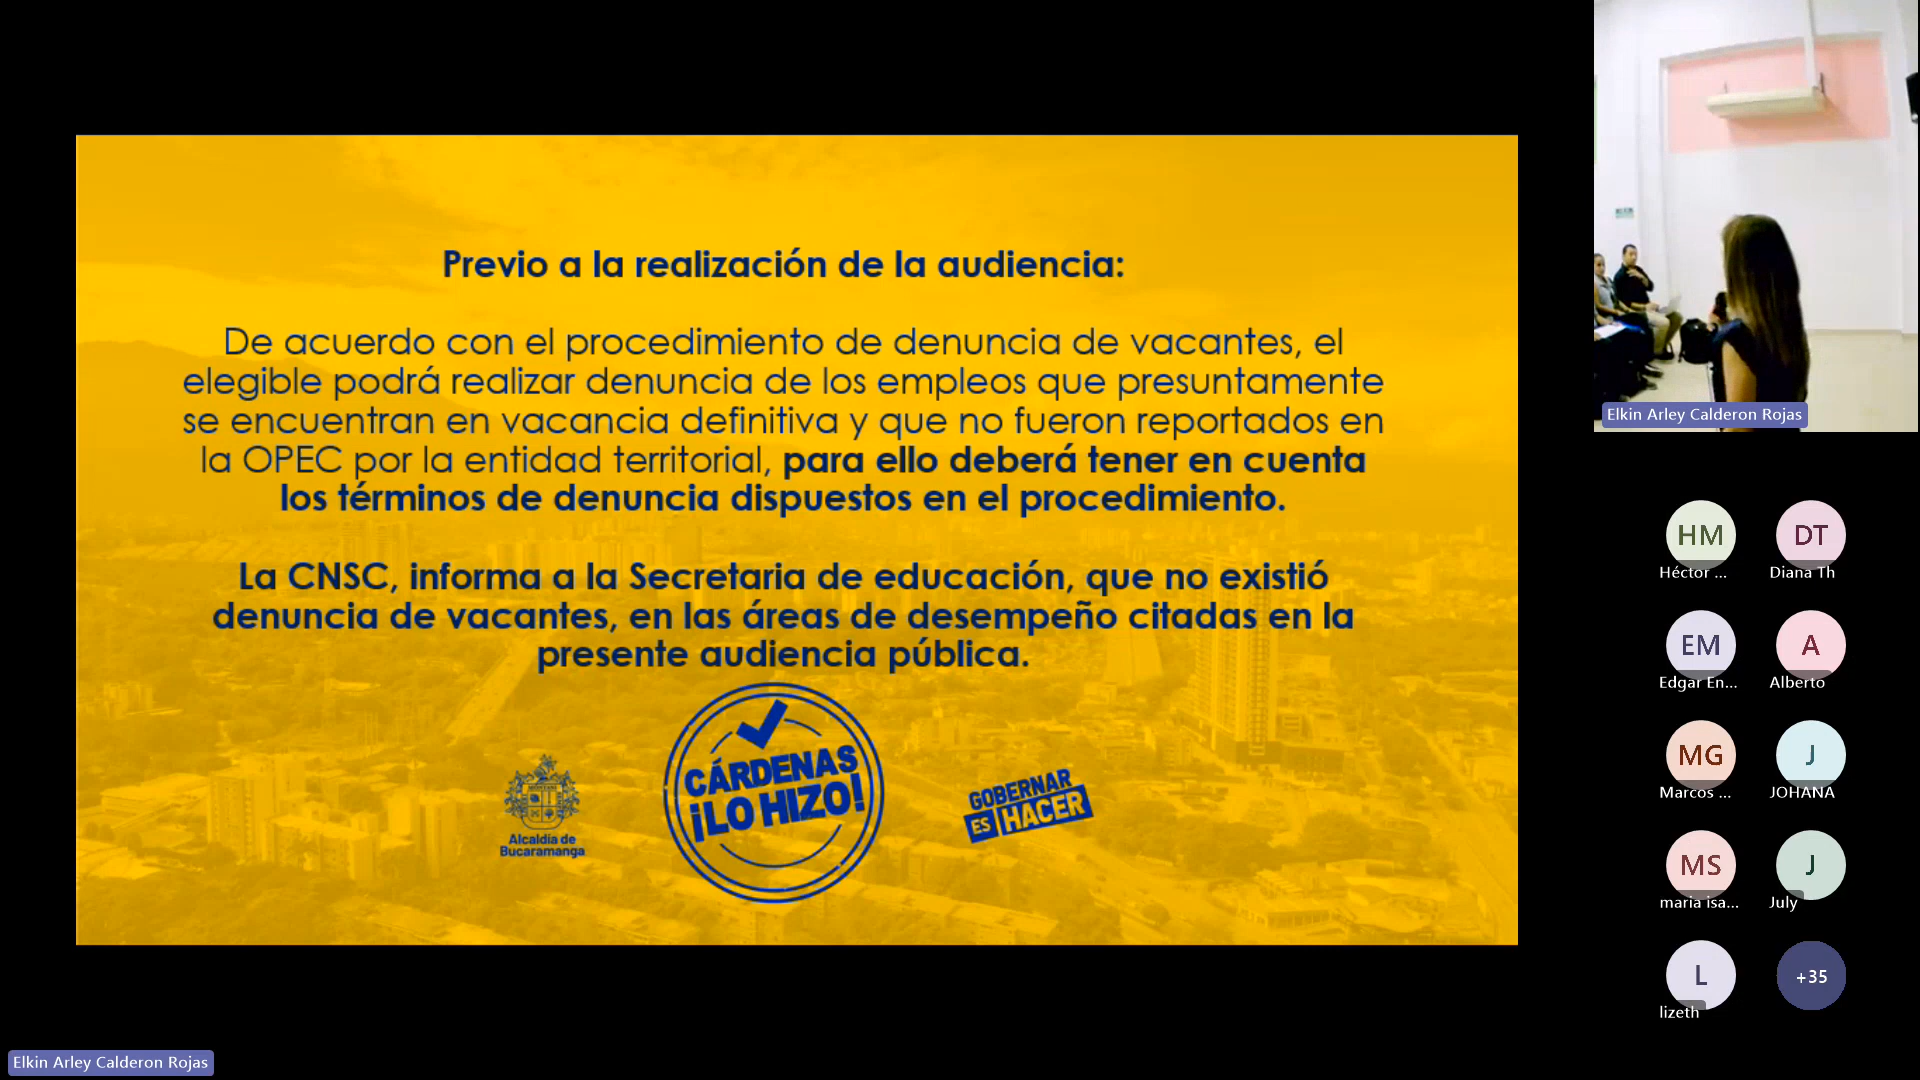 Previo a la realización de la audiencia:
De acuerdo con el procedimiento de denuncia de vacantes, el
elegible podrá realizar denuncia de los empleos que presuntamente
se encuentran en vacancia definitiva y que no fueron reportados en
la OPEC por la entidad territorial, para ello deberá tener en cuenta
los términos de denuncia dispuestos en el procedimiento.
La CNSC, informa a la Secretaria de educación, que no existió
denuncia de vacantes, en las áreas de desempeño citadas en la
presente audiencia pública.
Alcaldía de
Bucaramanga
CÁRDENAS
¡LO HIZO!
GOBERNAR
ES HACER
Elkin Arley Calderon Rojas
HM
Héctor ...
DT
Diana Th
EM
Edgar En...
A
Alberto
MG
Marcos ...
J
JOHANA
MS
maria isa...
J
July
L
lizeth
+35
Elkin Arley Calderon Rojas